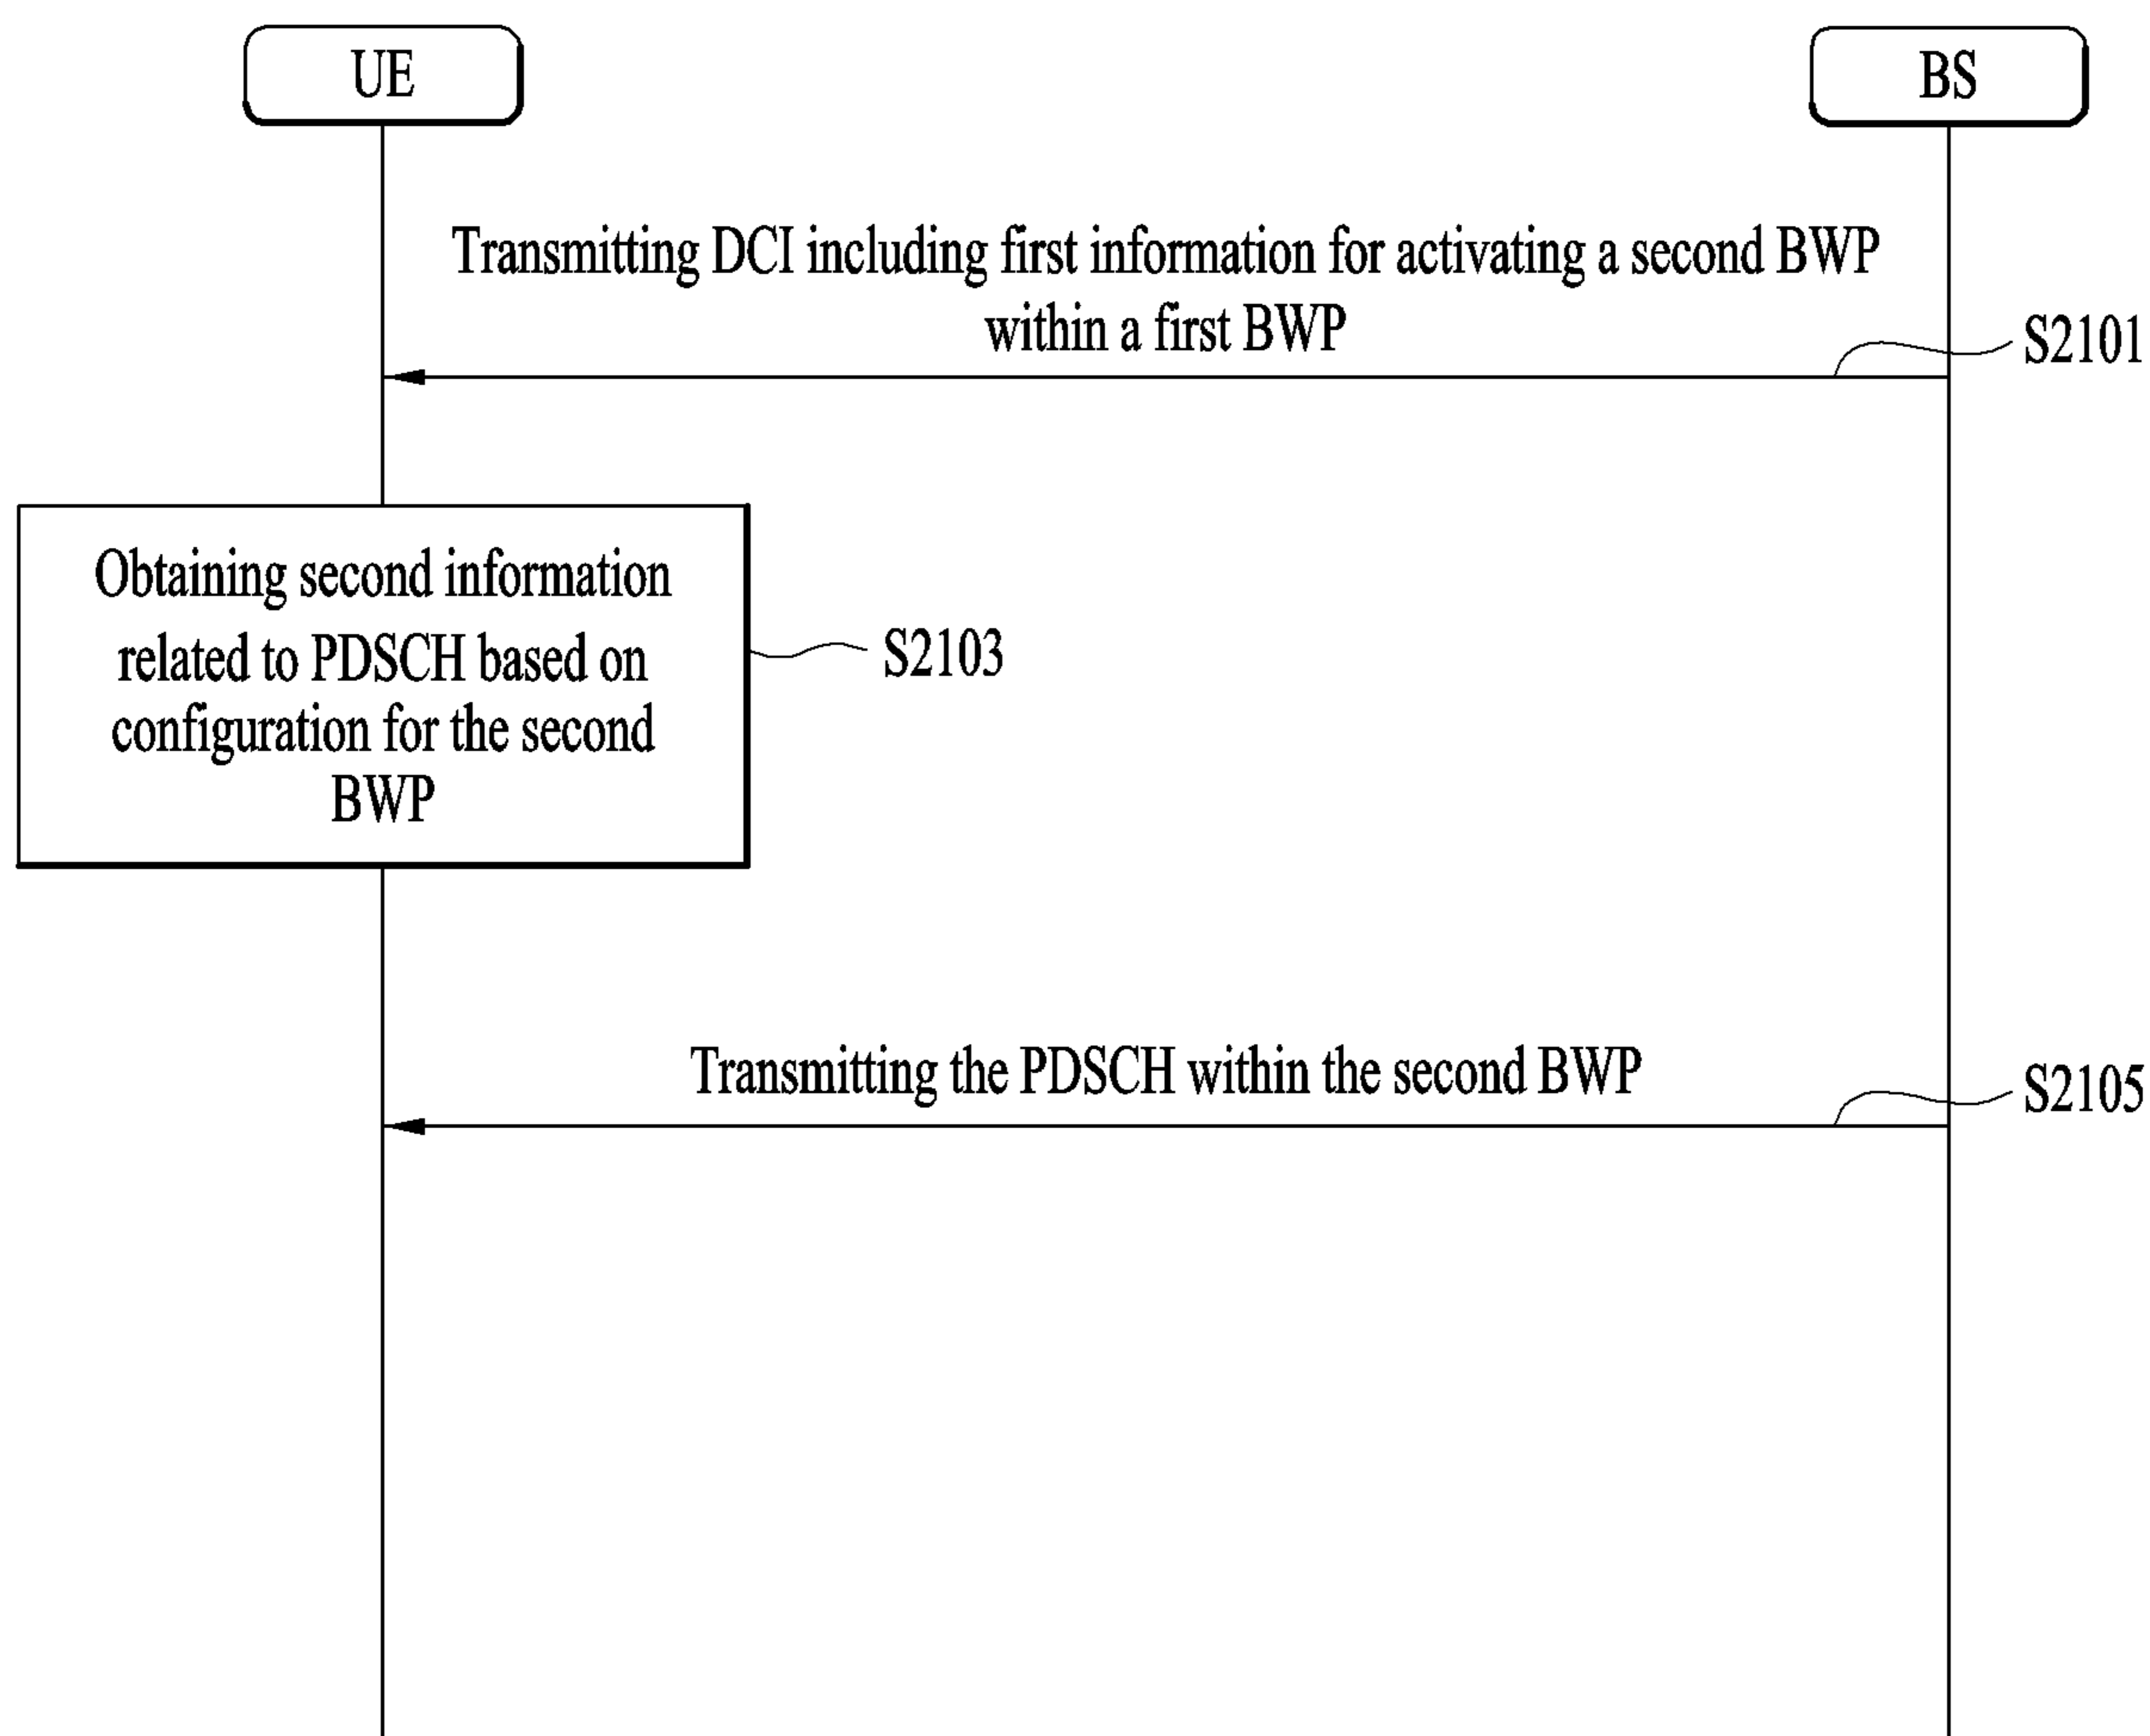 UE
BS
Transmitting DCI including first information for activating a second BWP
within a first BWP
S2101
Obtaining second information
related to PDSCH based on
configuration for the second
BWP
S2103
Transmitting the PDSCH within the second BWP
S2105